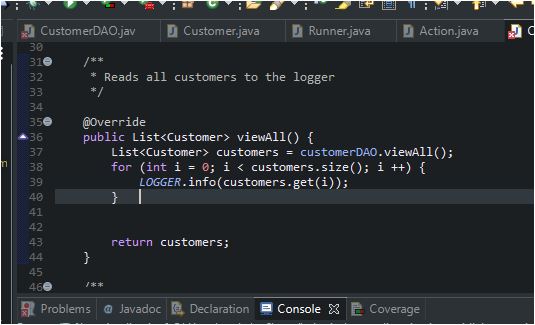 CustomerDAO.jav
Customer.java
Runner.java
Action.java
30
31 /**
32 * Reads all customers to the logger
33 */
34
35 @Override
36 public List<Customer> viewAll() {
37 List<Customer> customers = customerDAO.viewAll();
38 for (int i = 0; i < customers.size(); i ++) {
39 LOGGER.info(customers.get(i));
40 }
41
42
43 return customers;
44 }
45
46 /**
Problems @ Javadoc Declaration Console Coverage